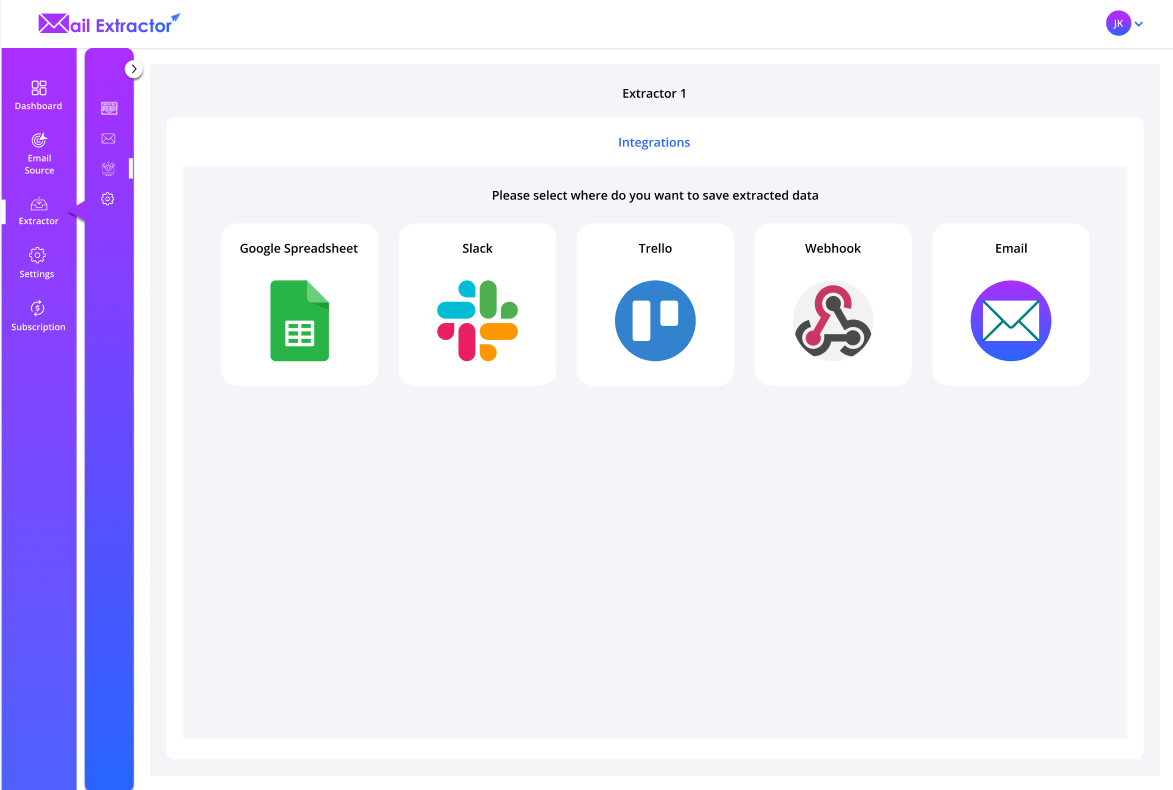 Mail Extractor
JK
Dashboard
Email
Source
Extractor
Settings
Subscription
Extractor 1
Integrations
Please select where do you want to save extracted data
Google Spreadsheet
Slack
Trello
Webhook
Email